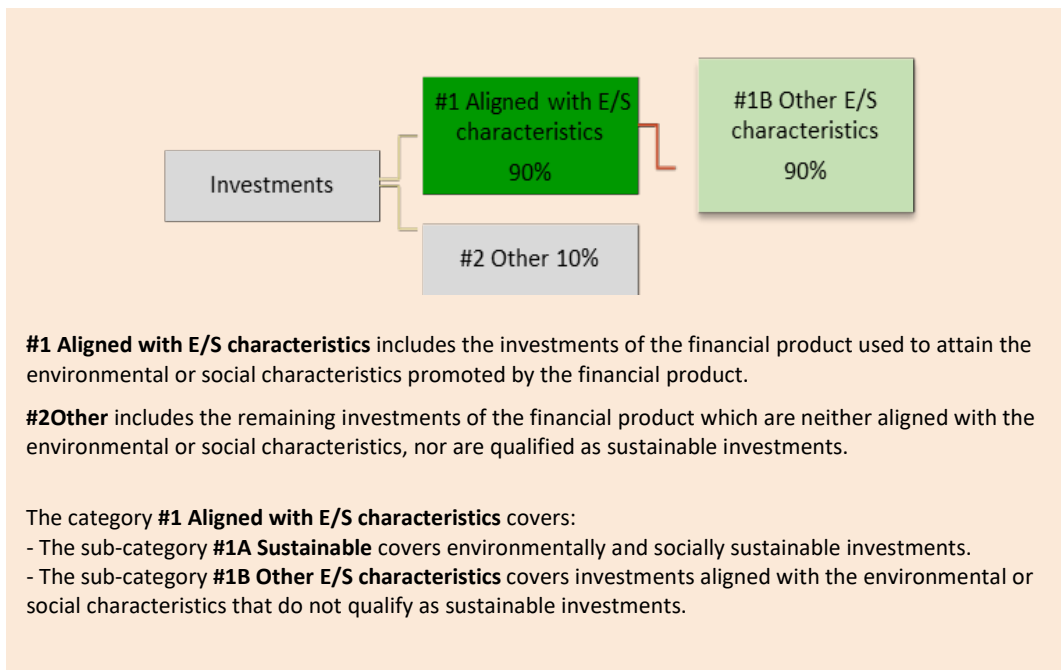 #1 Aligned with E/S
characteristics
90%
#1B Other E/S
characteristics
90%
Investments
#2 Other 10%
#1 Aligned with E/S characteristics includes the investments of the financial product used to attain the
environmental or social characteristics promoted by the financial product.
#2Other includes the remaining investments of the financial product which are neither aligned with the
environmental or social characteristics, nor are qualified as sustainable investments.
The category #1 Aligned with E/S characteristics covers:
- The sub-category #1A Sustainable covers environmentally and socially sustainable investments.
- The sub-category #1B Other E/S characteristics covers investments aligned with the environmental or
social characteristics that do not qualify as sustainable investments.